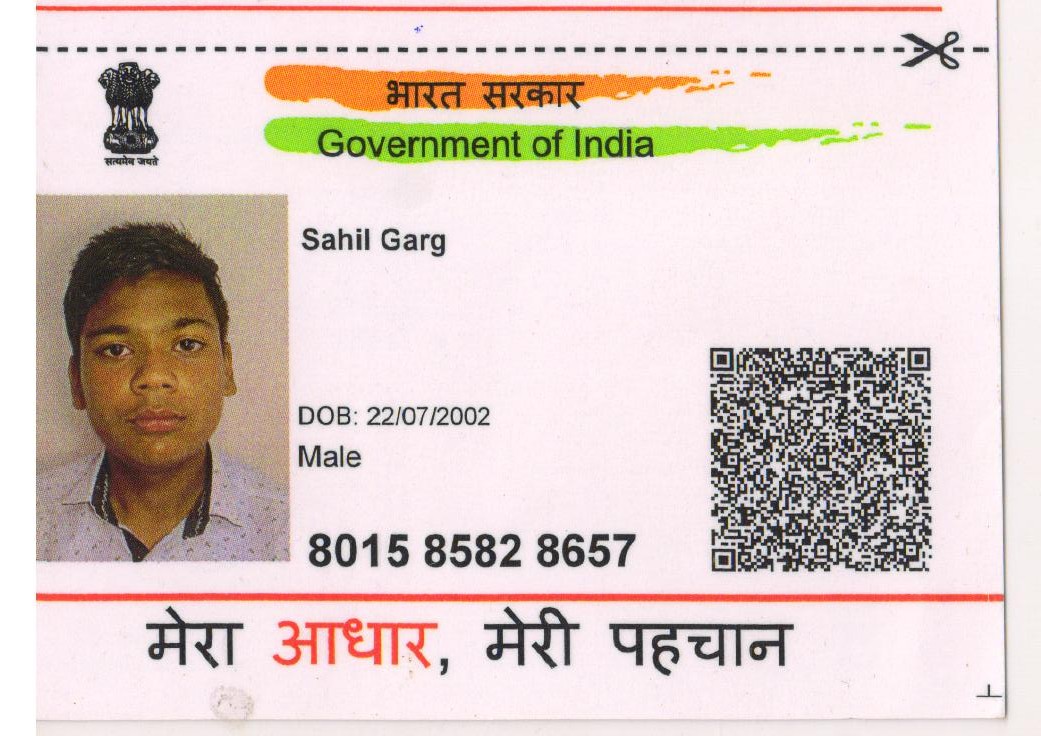 भारत सरकार
Government of India
सत्यमेव जयते
Sahil Garg
DOB: 22/07/2002
Male
8015 8582 8657
मेरा आधार, मेरी पहचान